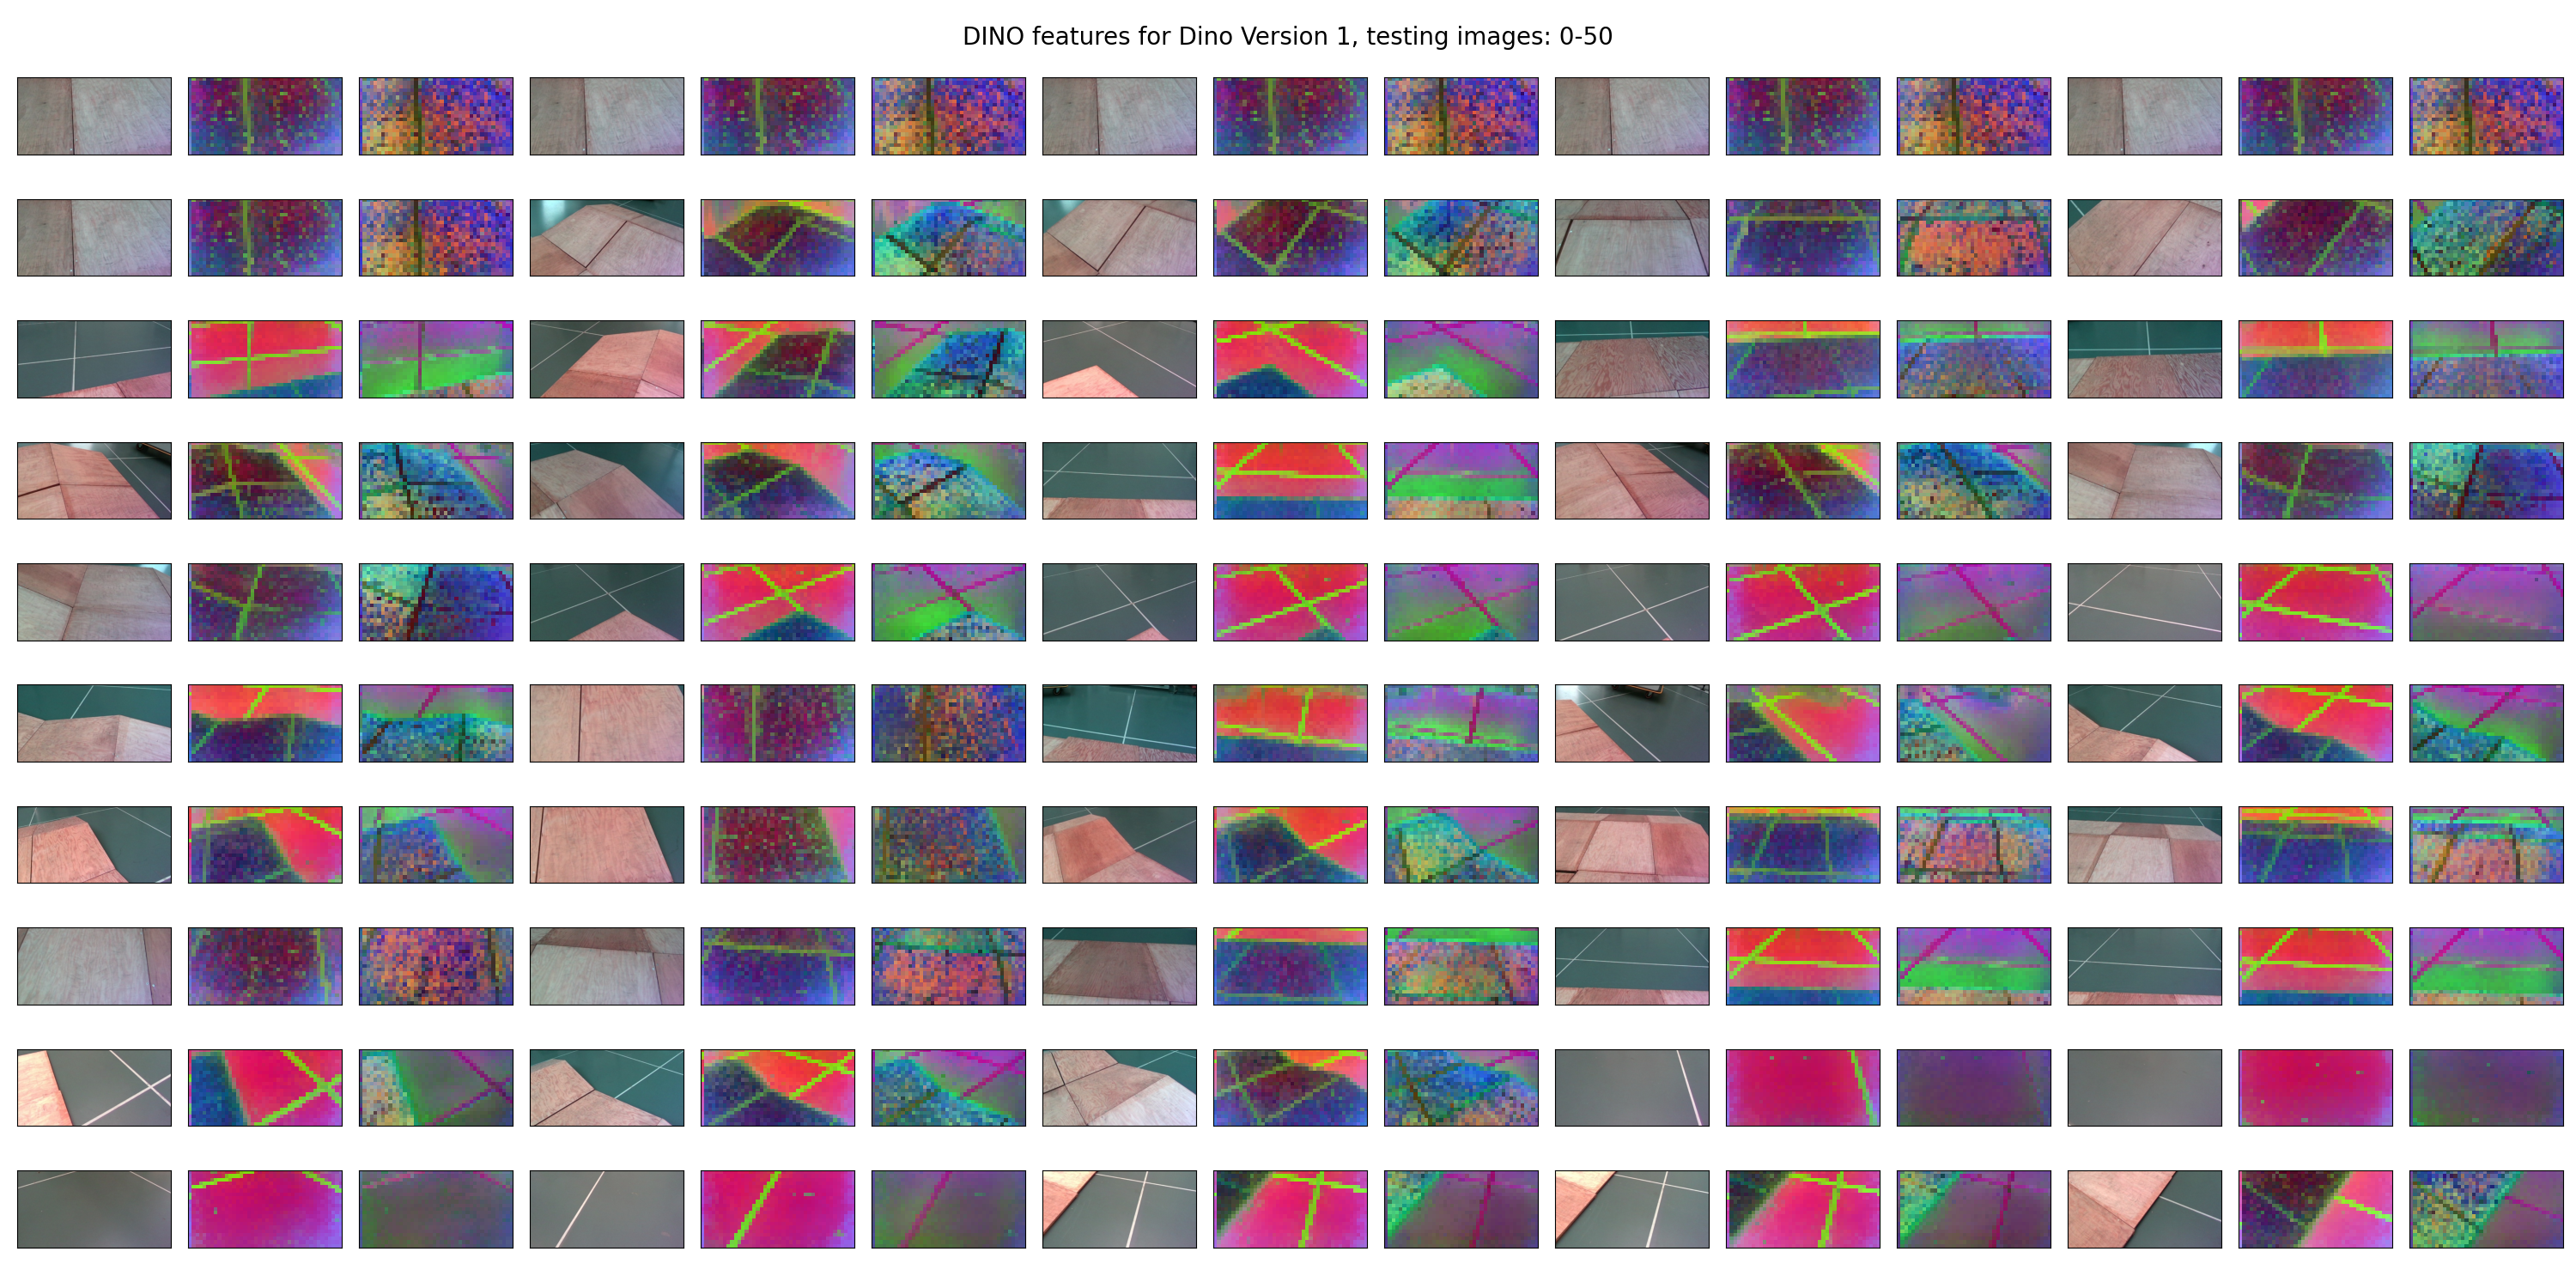 DINO features for Dino Version 1, testing images: 0-50